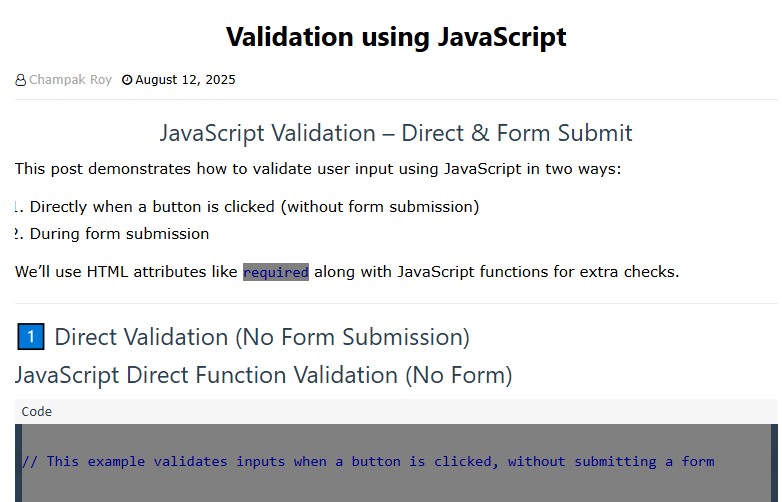 Validation using JavaScript
Champak Roy August 12, 2025
JavaScript Validation – Direct & Form Submit
This post demonstrates how to validate user input using JavaScript in two ways:
1. Directly when a button is clicked (without form submission)
2. During form submission
We’ll use HTML attributes like required along with JavaScript functions for extra checks.
1 Direct Validation (No Form Submission)
JavaScript Direct Function Validation (No Form)
Code
// This example validates inputs when a button is clicked, without submitting a form